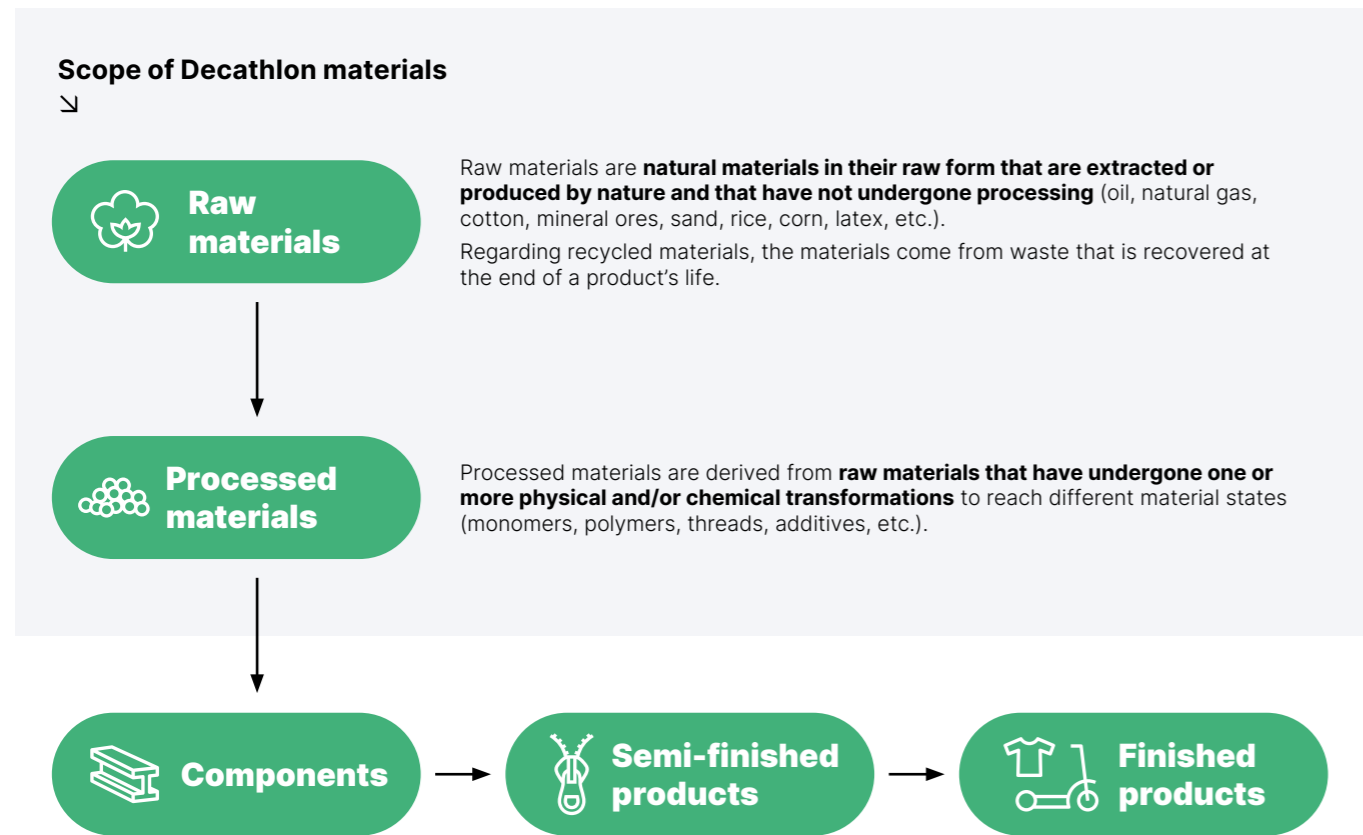 Scope of Decathlon materials
Raw
materials
Raw materials are natural materials in their raw form that are extracted or
produced by nature and that have not undergone processing (oil, natural gas,
cotton, mineral ores, sand, rice, corn, latex, etc.).
Regarding recycled materials, the materials come from waste that is recovered at
the end of a product’s life.
Processed
materials
Processed materials are derived from raw materials that have undergone one or
more physical and/or chemical transformations to reach different material states
(monomers, polymers, threads, additives, etc.).
Components
Semi-finished
products
Finished
products